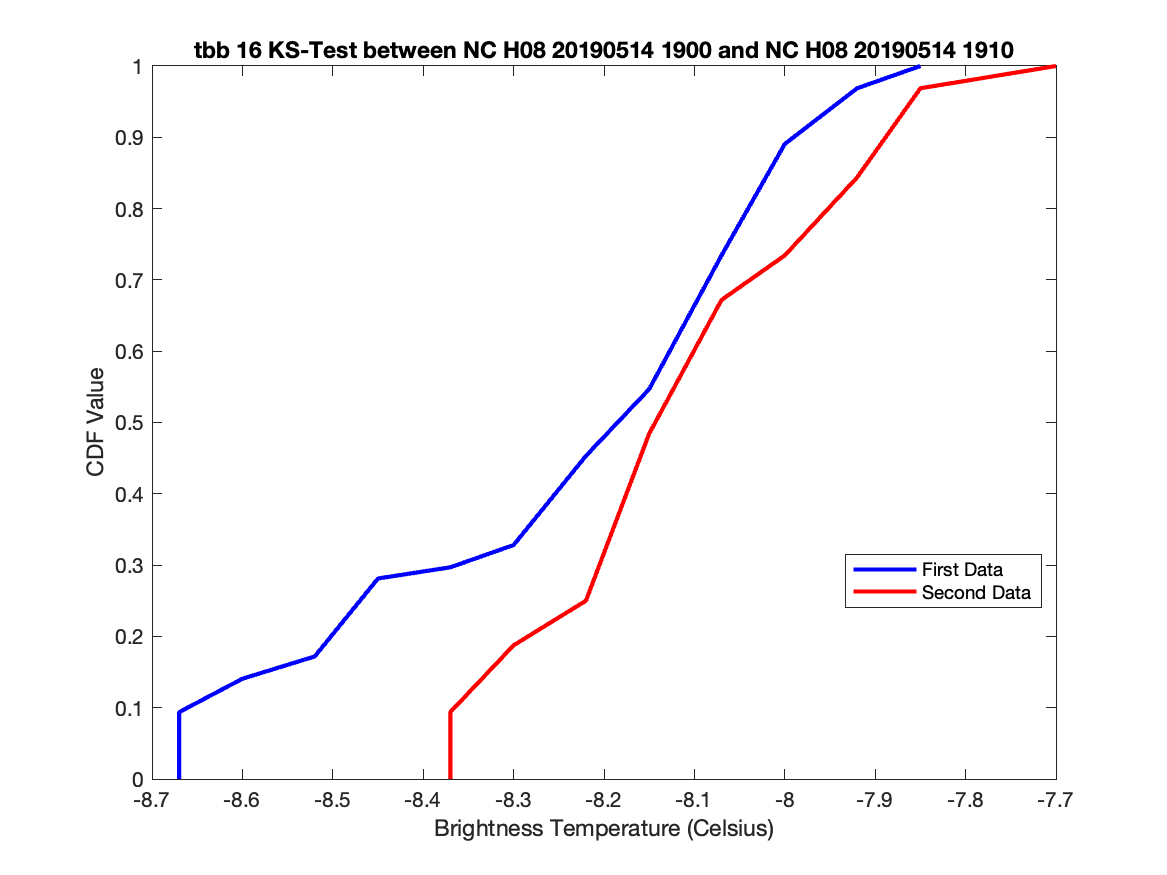 tbb 16 KS-Test between NC H08 20190514 1900 and NC H08 20190514 1910
1
0.9
0.8
0.7
0.6
0.5
0.4
0.3
0.2
0.1
0
CDF Value
First Data
Second Data
-8.7 -8.6 -8.5 -8.4 -8.3 -8.2 -8.1 -8 -7.9 -7.8 -7.7
Brightness Temperature (Celsius)